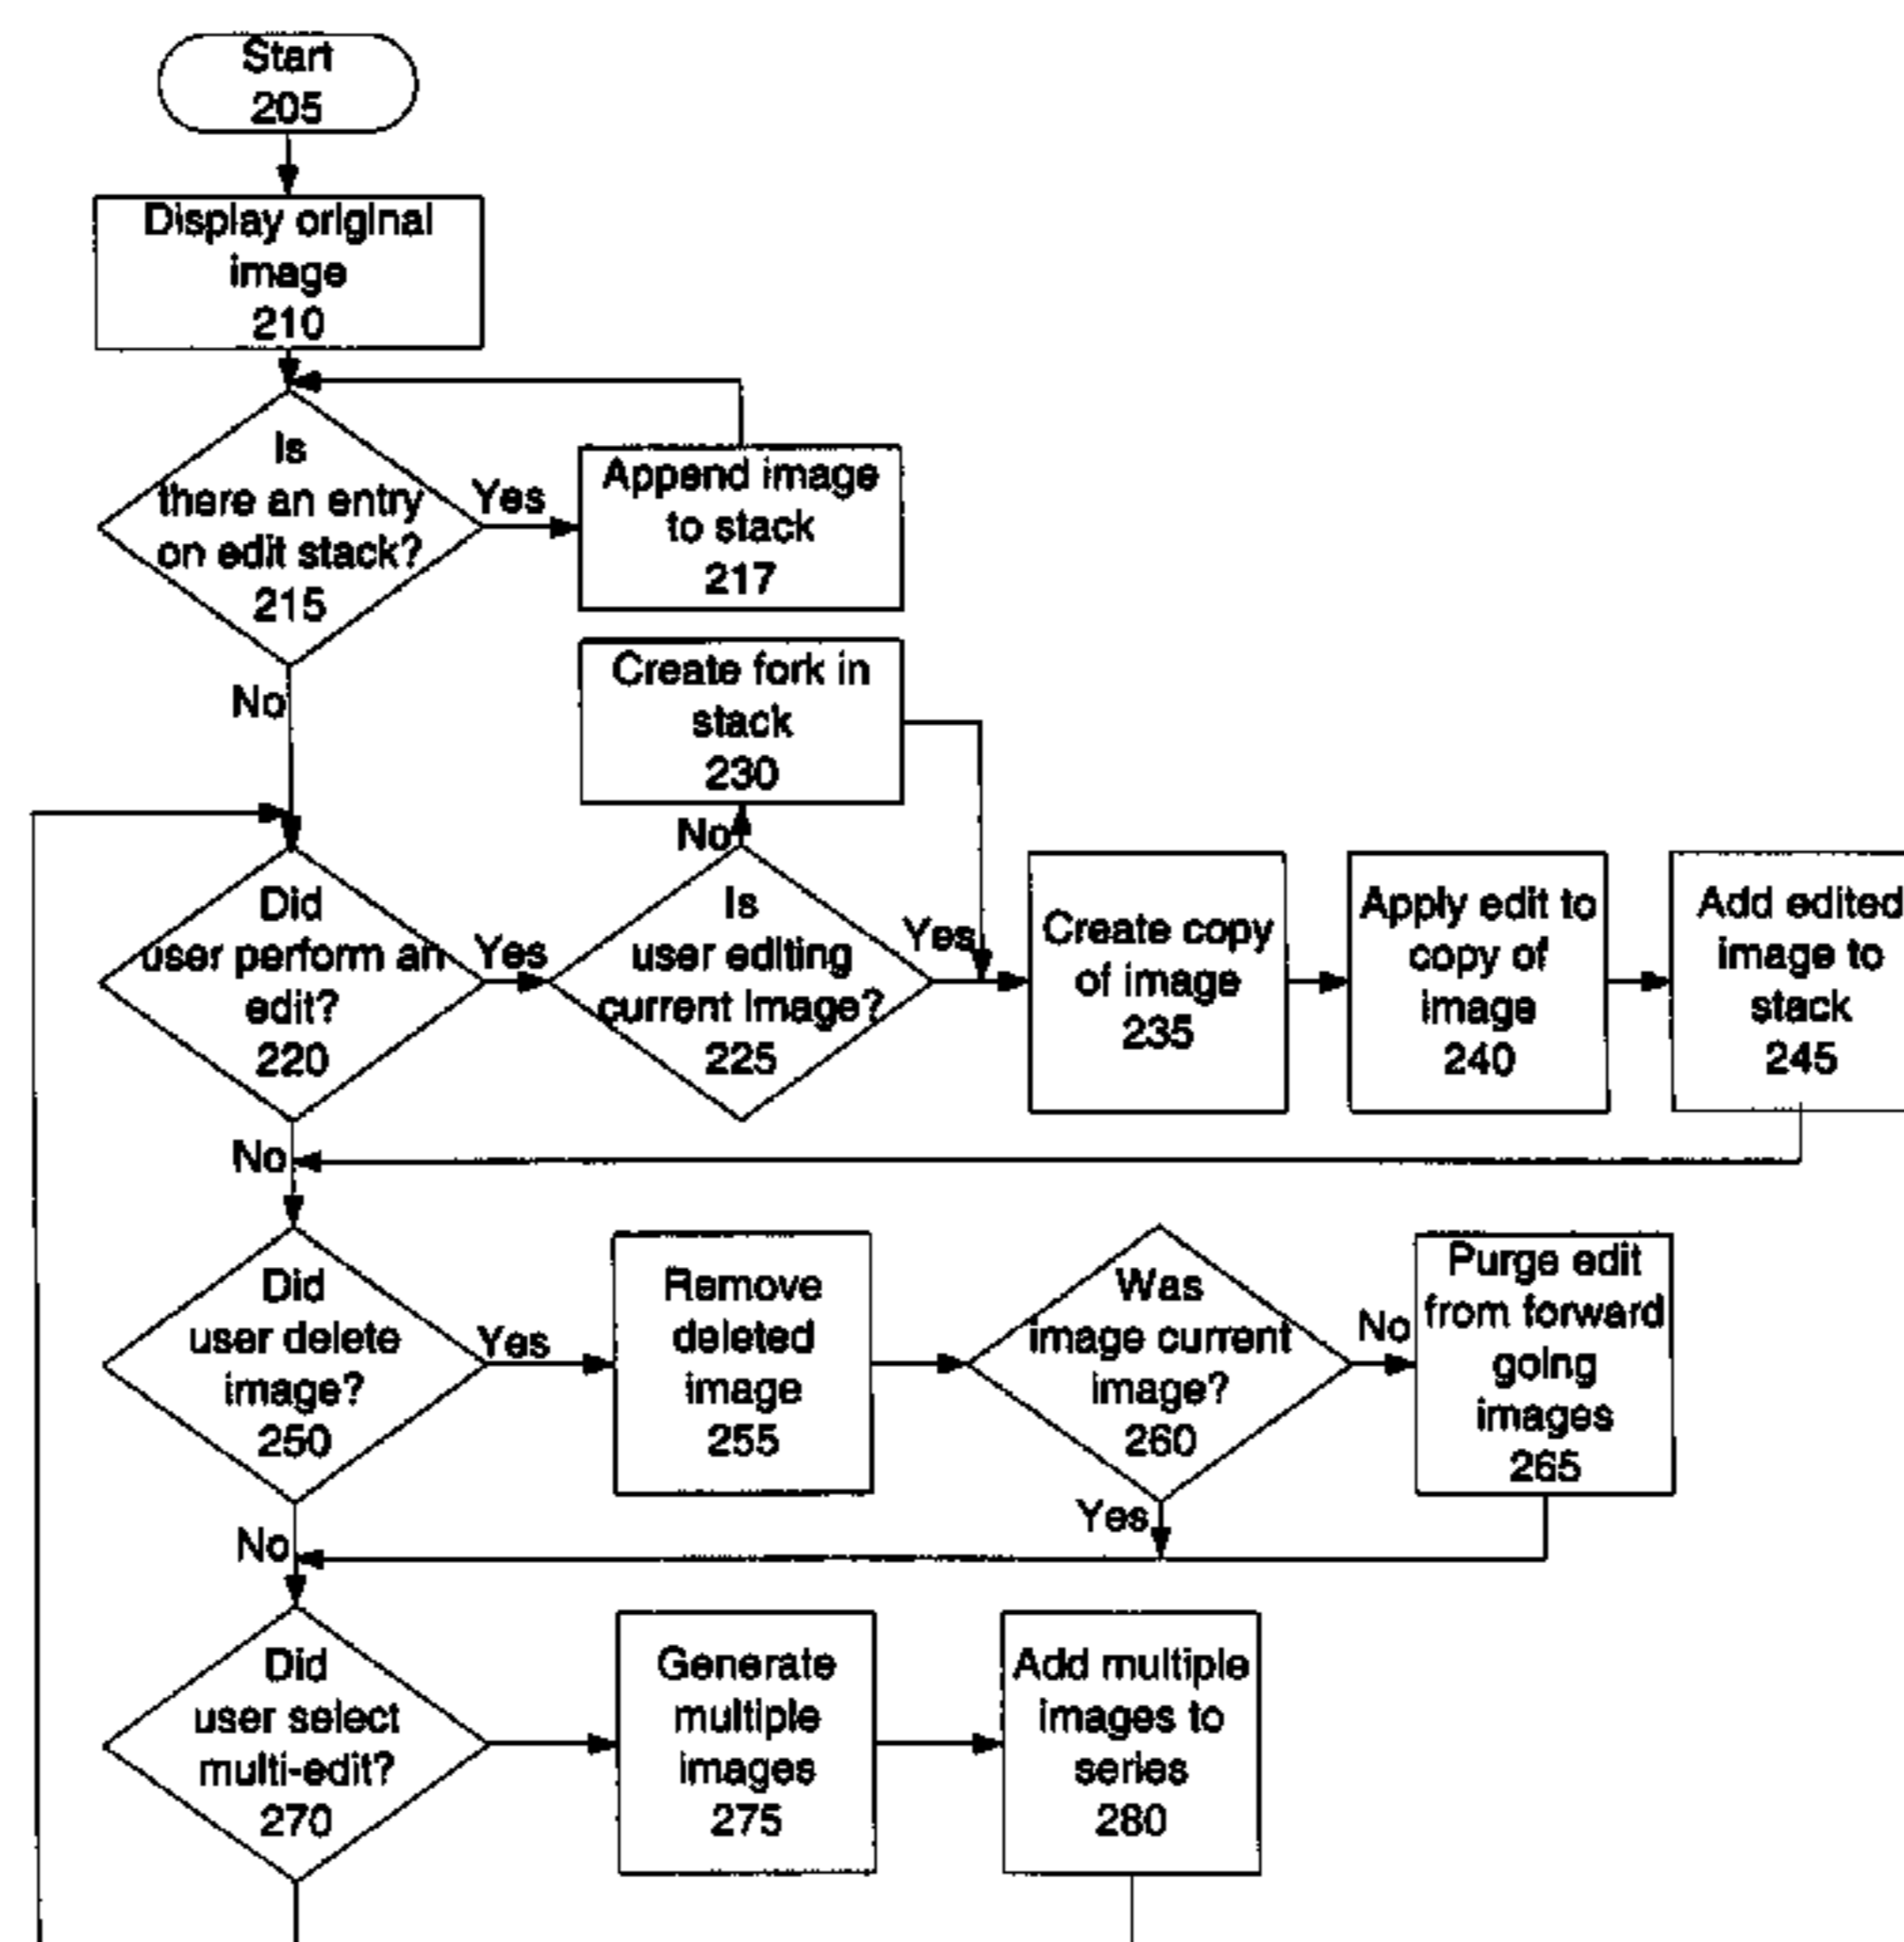 Start
205
Display original
image
210
Is
there an entry
on edit stack?
215
Yes
Append image
to stack
217
No
Create fork in
stack
230
No
Did
user perform an
edit?
220
Yes
Is
user editing
current image?
225
Yes
Create copy
of image
235
Apply edit to
copy of
image
240
Add edited
image to
stack
245
No
Did
user delete
image?
250
Yes
Remove
deleted
image
255
Was
image current
image?
260
No
Purge edit
from forward
going
images
265
Yes
No
Did
user select
multi-edit?
270
Generate
multiple
images
275
Add multiple
images to
series
280